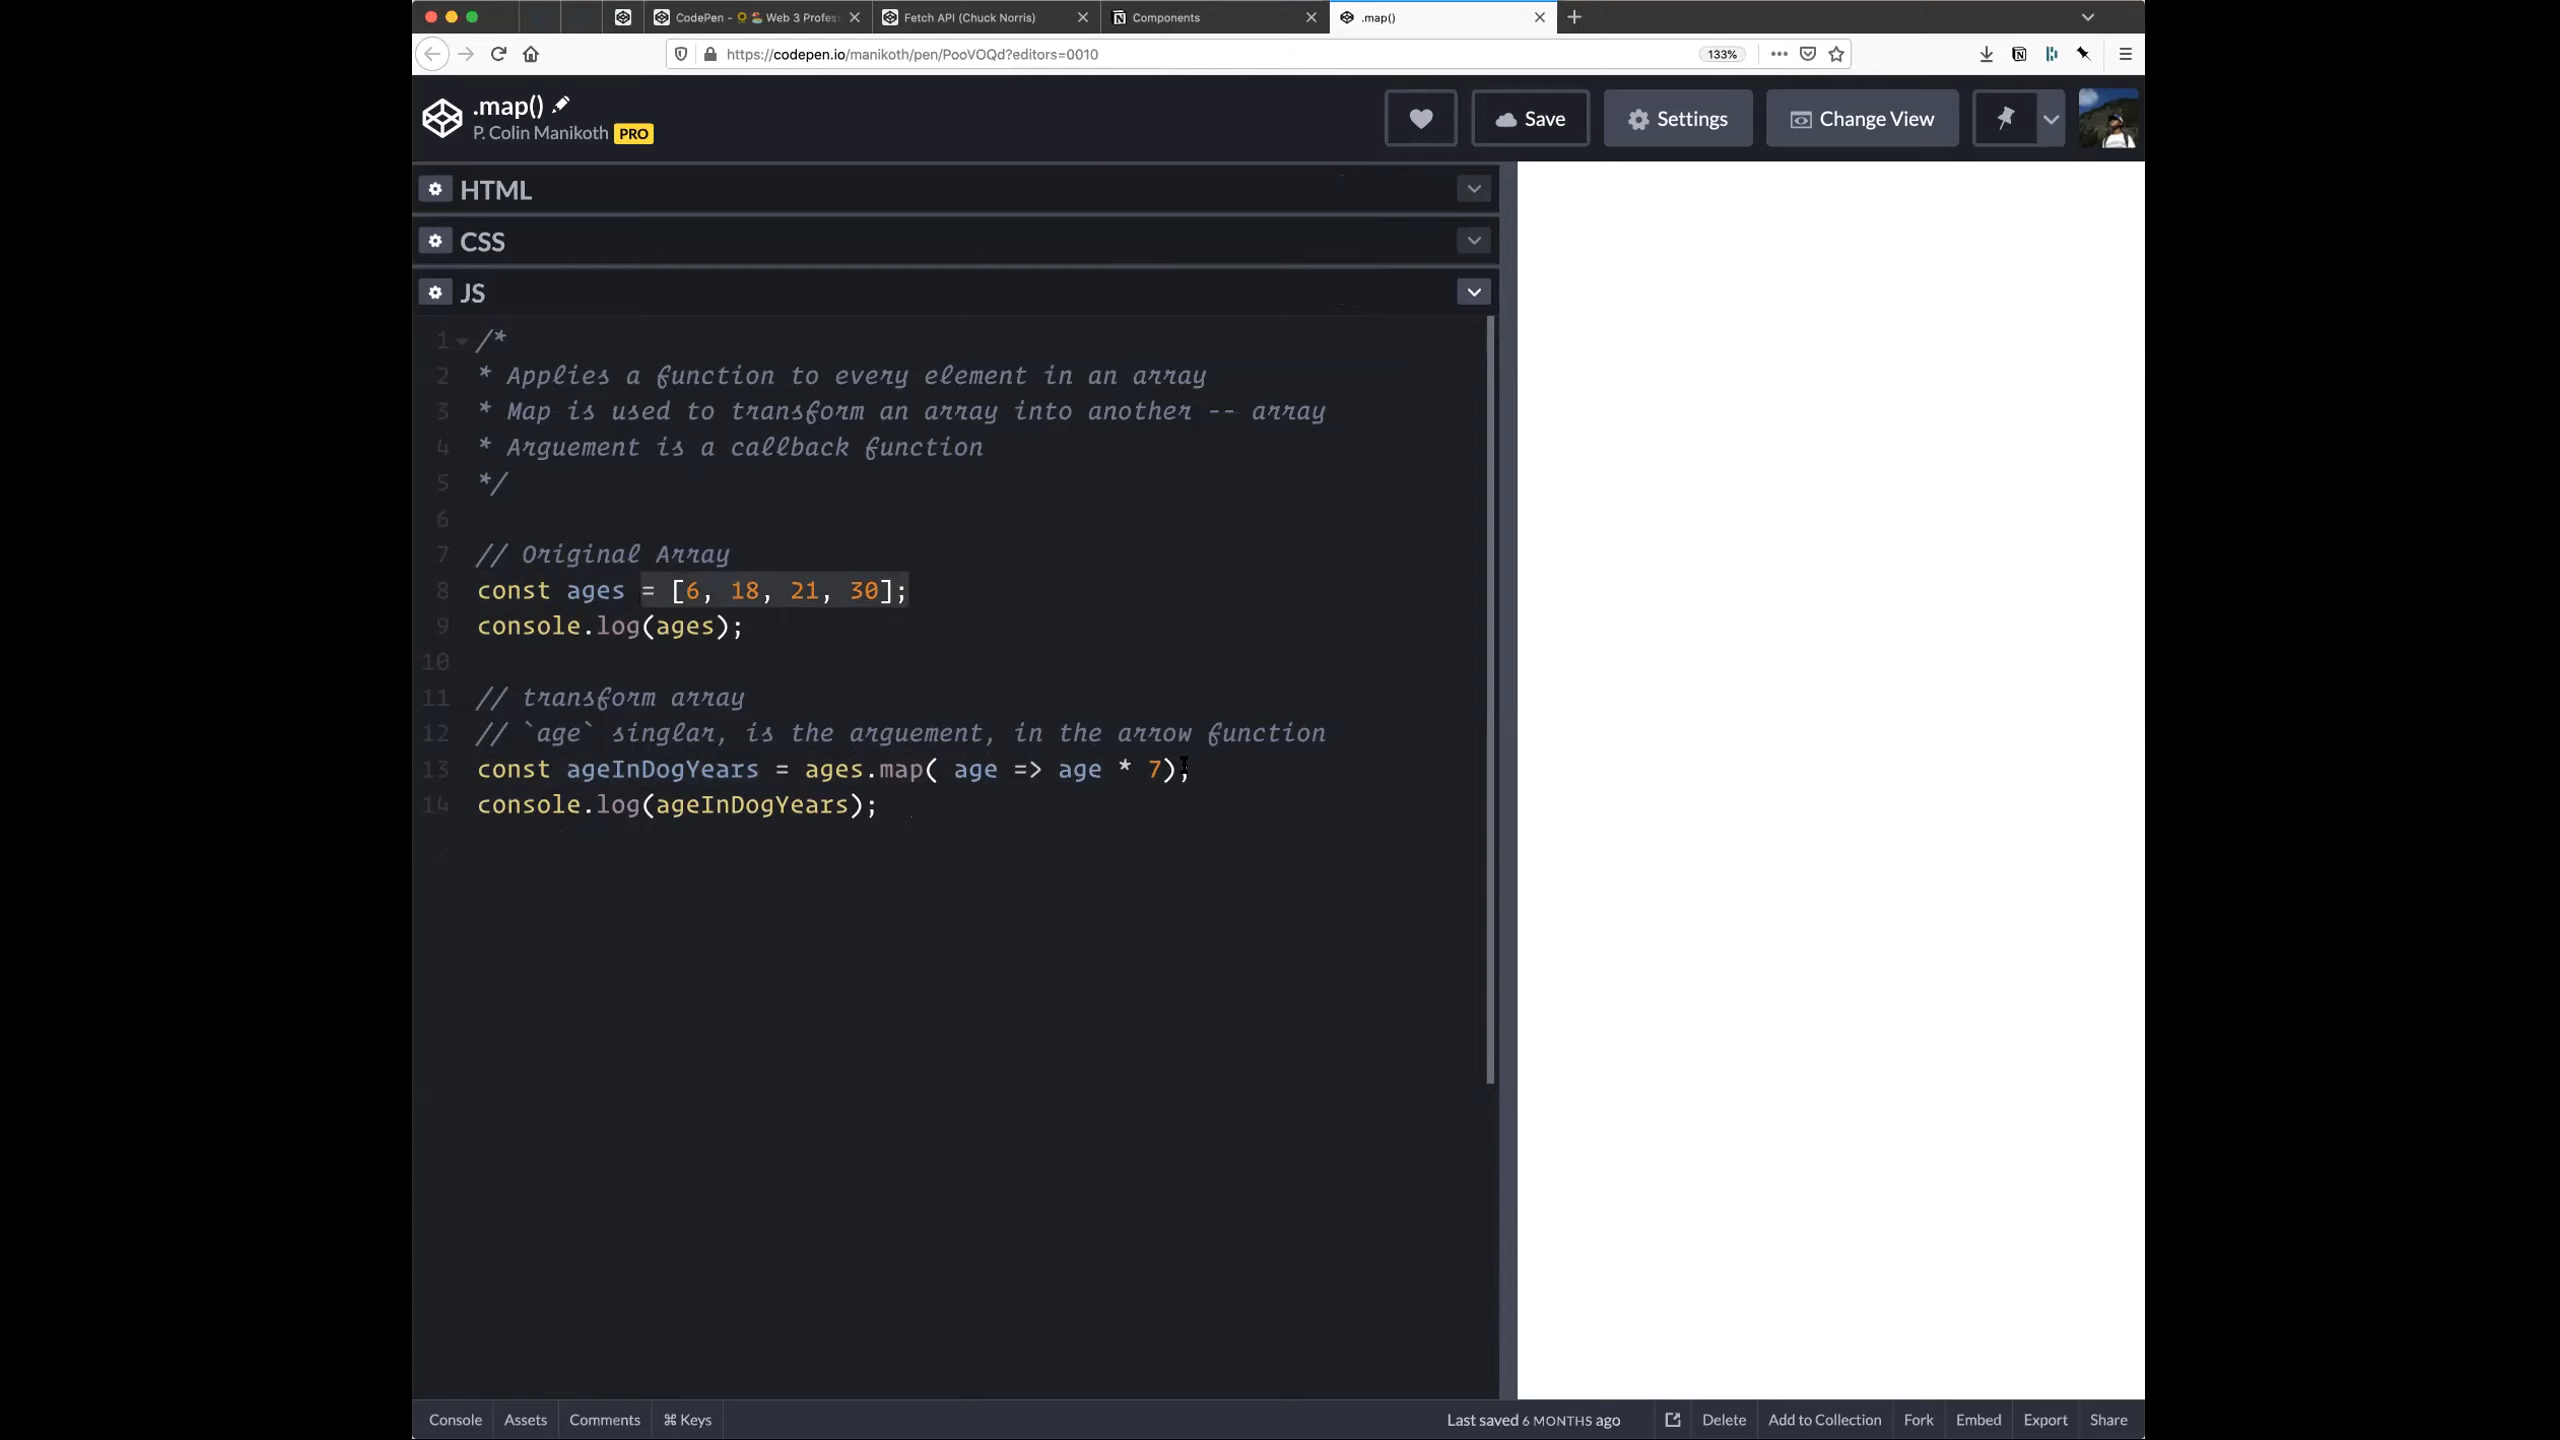 CodePen - Web 3 Profes
Fetch API (Chuck Norris)
Components
.map()
https://codepen.io/manikoth/pen/PooVOQd?editors=0010
133%
.map()
P. Colin Manikoth PRO
Save
Settings
Change View
HTML
CSS
JS
1 /*
2 * Applies a function to every element in an array
3 * Map is used to transform an array into another -- array
4 * Arguement is a callback function
5 */
6
7 // Original Array
8 const ages = [6, 18, 21, 30];
9 console.log(ages);
10
11 // transform array
12 // `age` singlar, is the arguement, in the arrow function
13 const ageInDogYears = ages.map( age => age * 7);
14 console.log(ageInDogYears);
Console Assets Comments ⌘ Keys Last saved 6 MONTHS ago Delete Add to Collection Fork Embed Export Share